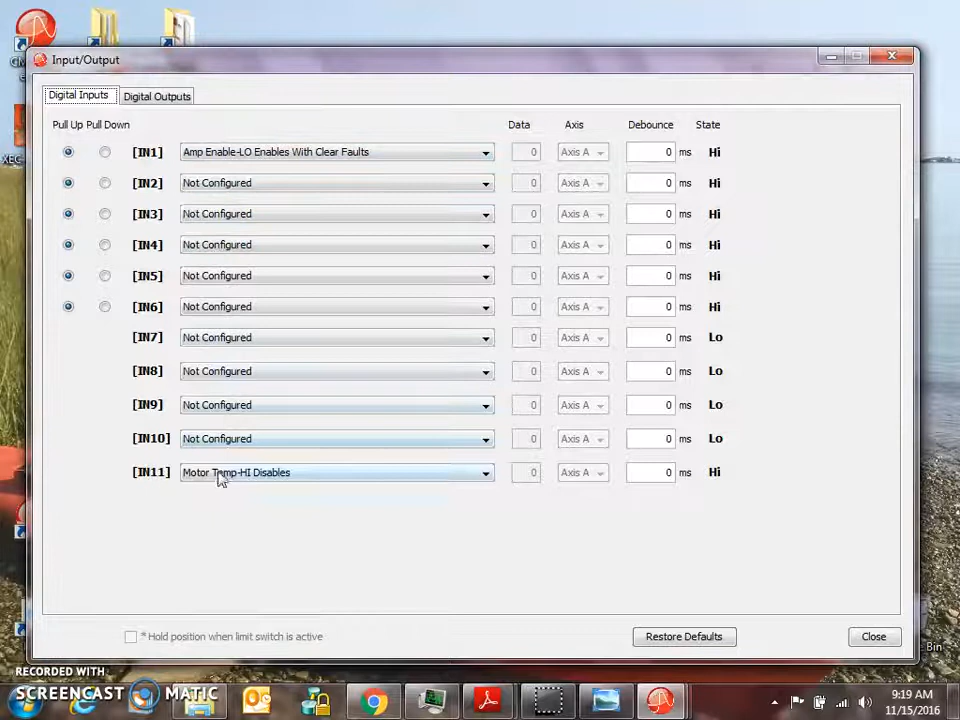 Input/Output
Digital Inputs Digital Outputs
Pull Up Pull Down Data Axis Debounce State
[IN1] Amp Enable-LO Enables With Clear Faults 0 Axis A 0 ms Hi
[IN2] Not Configured 0 Axis A 0 ms Hi
[IN3] Not Configured 0 Axis A 0 ms Hi
[IN4] Not Configured 0 Axis A 0 ms Hi
[IN5] Not Configured 0 Axis A 0 ms Hi
[IN6] Not Configured 0 Axis A 0 ms Hi
[IN7] Not Configured 0 Axis A 0 ms Lo
[IN8] Not Configured 0 Axis A 0 ms Lo
[IN9] Not Configured 0 Axis A 0 ms Lo
[IN10] Not Configured 0 Axis A 0 ms Lo
[IN11] Motor Temp-HI Disables 0 Axis A 0 ms Hi
* Hold position when limit switch is active Restore Defaults Close
Bin
RECORDED WITH
SCREENCAST MATIC
9:19 AM
11/15/2016